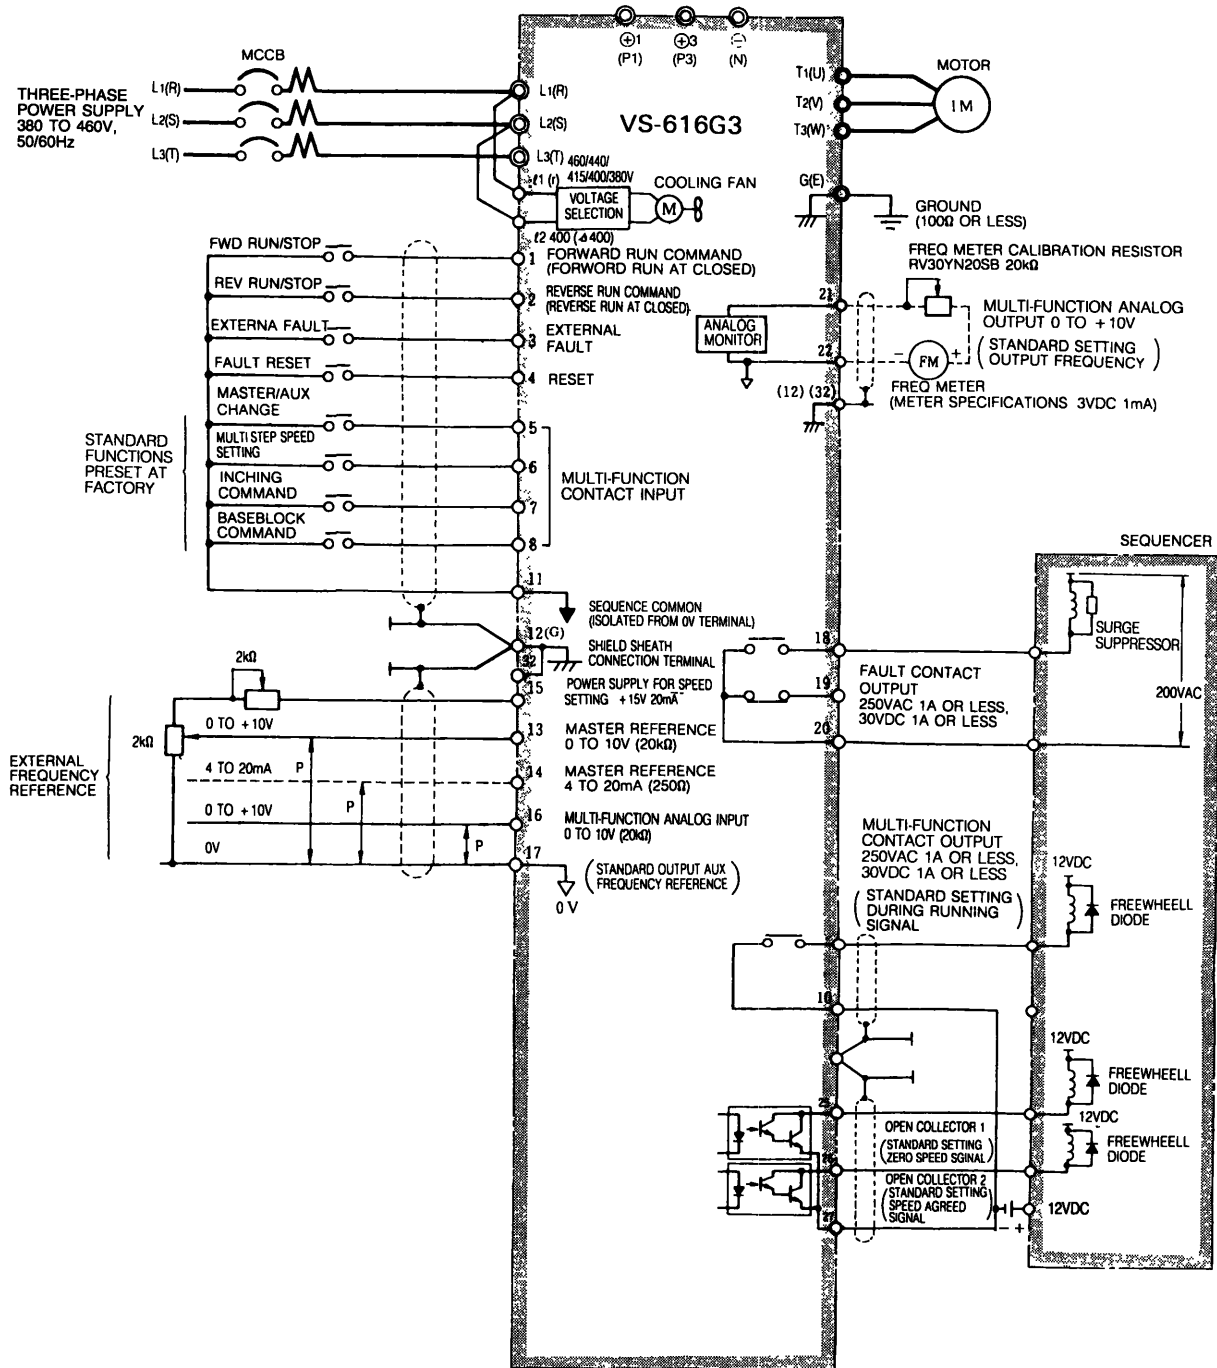 ⊕1
(P1)
⊕3
(P3)
⊖
(N)
MCCB
THREE-PHASE
POWER SUPPLY
380 TO 460V,
50/60Hz
L1(R)
L2(S)
L3(T)
L1(R)
L2(S)
L3(T)
VS-616G3
T1(U)
T2(V)
T3(W)
MOTOR
IM
460/440/
415/400/380V
ℓ1 (r)
VOLTAGE
SELECTION
COOLING FAN
M
ℓ2 400 (𝛥 400)
G(E)
GROUND
(100Ω OR LESS)
FWD RUN/STOP
1
FORWARD RUN COMMAND
(FORWORD RUN AT CLOSED)
REV RUN/STOP
2
REVERSE RUN COMMAND
(REVERSE RUN AT CLOSED)
EXTERNA FAULT
3
EXTERNAL
FAULT
FAULT RESET
4
RESET
MASTER/AUX
CHANGE
5
MULTI STEP SPEED
SETTING
6
INCHING
COMMAND
7
BASEBLOCK
COMMAND
8
STANDARD
FUNCTIONS
PRESET AT
FACTORY
MULTI-FUNCTION
CONTACT INPUT
11
SEQUENCE COMMON
(ISOLATED FROM 0V TERMINAL)
12(G)
SHIELD SHEATH
CONNECTION TERMINAL
32
15
POWER SUPPLY FOR SPEED
SETTING +15V 20mA
2kΩ
2kΩ
0 TO +10V
13
MASTER REFERENCE
0 TO 10V (20kΩ)
4 TO 20mA
P
14
MASTER REFERENCE
4 TO 20mA (250Ω)
0 TO +10V
P
16
MULTI-FUNCTION ANALOG INPUT
0 TO 10V (20kΩ)
0V
P
17
(STANDARD OUTPUT AUX
FREQUENCY REFERENCE)
0 V
EXTERNAL
FREQUENCY
REFERENCE
FREQ METER CALIBRATION RESISTOR
RV30YN20SB 20kΩ
21
ANALOG
MONITOR
MULTI-FUNCTION ANALOG
OUTPUT 0 TO +10V
(STANDARD SETTING
OUTPUT FREQUENCY)
22
− FM +
FREQ METER
(METER SPECIFICATIONS 3VDC 1mA)
(12) (32)
SEQUENCER
SURGE
SUPPRESSOR
200VAC
18
19
20
FAULT CONTACT
OUTPUT
250VAC 1A OR LESS,
30VDC 1A OR LESS
MULTI-FUNCTION
CONTACT OUTPUT
250VAC 1A OR LESS,
30VDC 1A OR LESS
(STANDARD SETTING
DURING RUNNING
SIGNAL)
12VDC
FREEWHEELL
DIODE
10
12VDC
FREEWHEELL
DIODE
25
OPEN COLLECTOR 1
(STANDARD SETTING
ZERO SPEED SGINAL)
12VDC
FREEWHEELL
DIODE
26
OPEN COLLECTOR 2
(STANDARD SETTING
SPEED AGREED
SIGNAL)
27
− +
12VDC